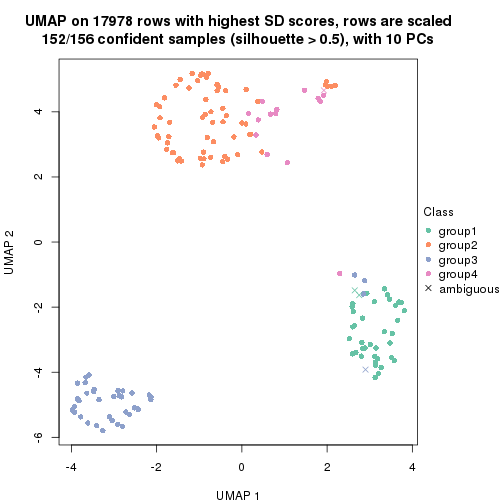 UMAP on 17978 rows with highest SD scores, rows are scaled
152/156 confident samples (silhouette > 0.5), with 10 PCs
4
2
0
-2
-4
-6
UMAP 2
-4
-2
0
2
4
UMAP 1
Class
group1
group2
group3
group4
ambiguous